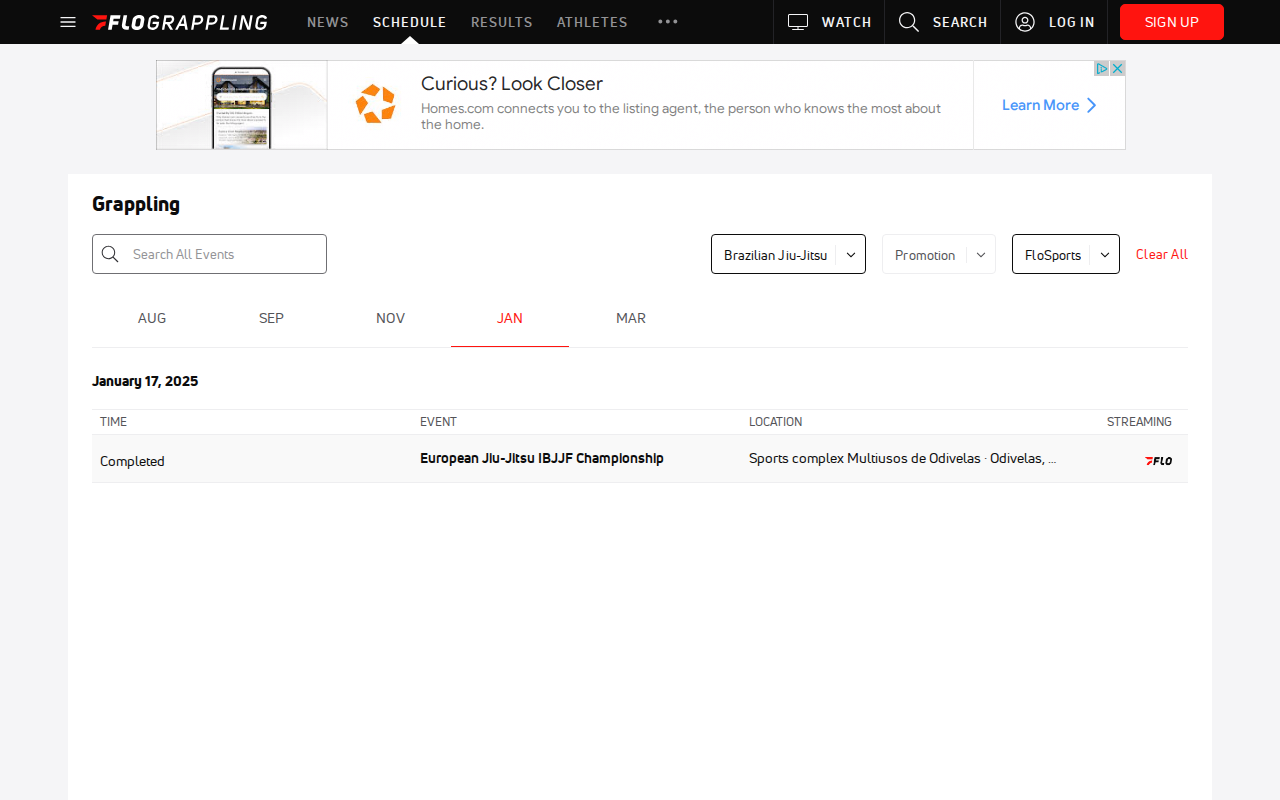 FLOGRAPPLING NEWS SCHEDULE RESULTS ATHLETES WATCH SEARCH LOG IN SIGN UP
Curious? Look Closer
Homes.com connects you to the listing agent, the person who knows the most about
the home.
Learn More
Grappling
Search All Events Brazilian Jiu-Jitsu Promotion FloSports Clear All
AUG SEP NOV JAN MAR
January 17, 2025
TIME EVENT LOCATION STREAMING
Completed European Jiu-Jitsu IBJJF Championship Sports complex Multiusos de Odivelas · Odivelas, ... FLO